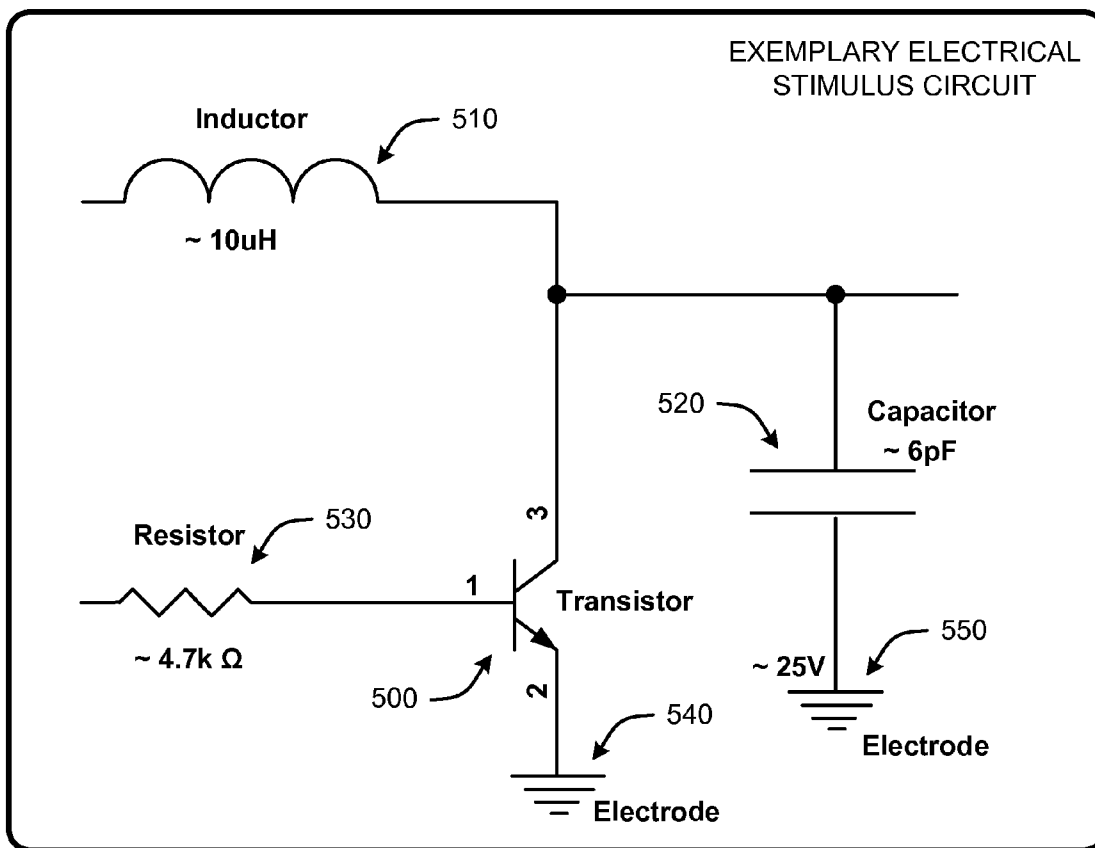 EXEMPLARY ELECTRICAL
STIMULUS CIRCUIT
Inductor
510
~ 10uH
520
Capacitor
~ 6pF
3
Resistor
530
1
Transistor
~ 4.7k Ω
500
2
540
~ 25V
550
Electrode
Electrode